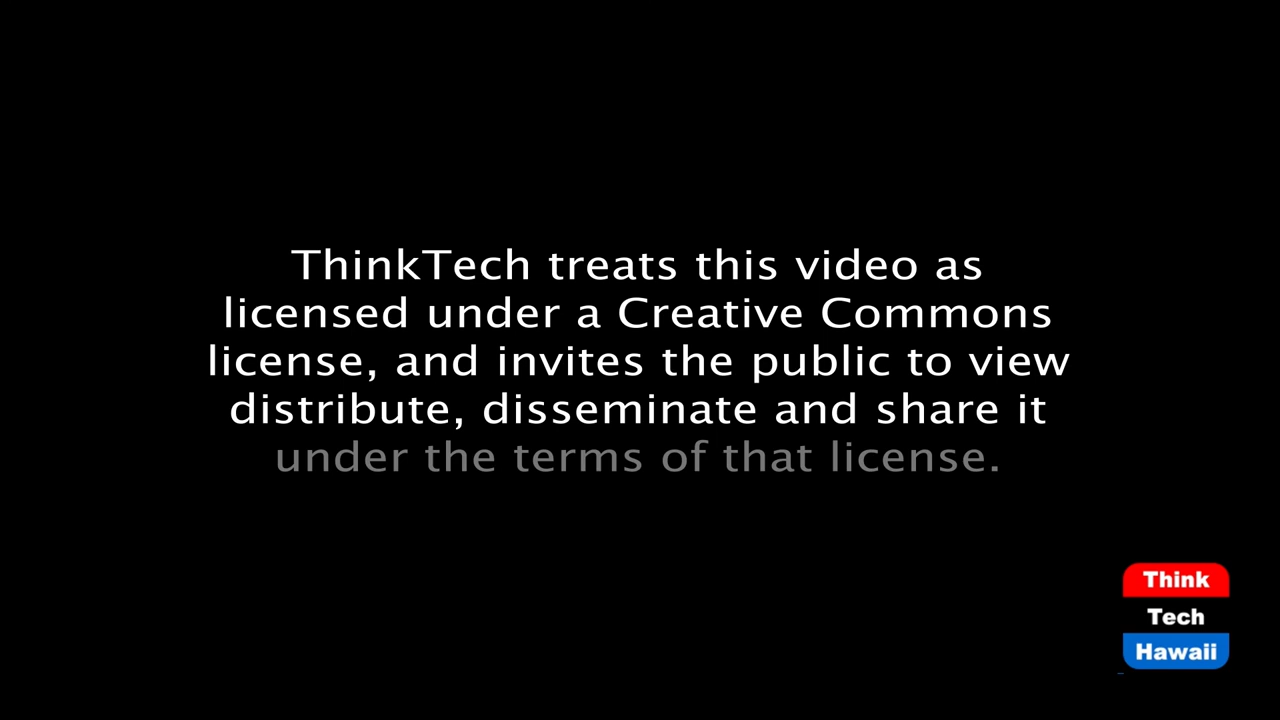 ThinkTech treats this video as
licensed under a Creative Commons
license, and invites the public to view
distribute, disseminate and share it
under the terms of that license.
Think
Tech
Hawaii